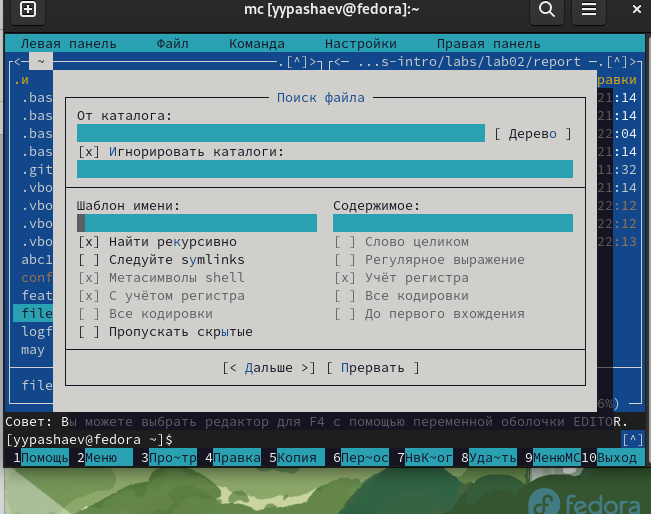 mc [yypashaev@fedora]:~
Левая панель Файл Команда Настройки Правая панель
<— ~ .[^]> <— ...s-intro/labs/lab02/report —.[^]>
.и равки
Поиск файла
.bas 21:14
От каталога:
.bas 21:14
[ Дерево ]
.bas 22:04
[x] Игнорировать каталоги:
.bas 21:14
.git 11:32
.vbo 21:14
Шаблон имени: Содержимое:
.vbo 22:12
.vbo 22:12
[x] Найти рекурсивно [ ] Слово целиком
.vbo 22:13
[ ] Следуйте symlinks [ ] Регулярное выражение
abc1
[x] Метасимволы shell [x] Учёт регистра
conf
[x] С учётом регистра [ ] Все кодировки
feat
[ ] Все кодировки [ ] До первого вхождения
file
[ ] Пропускать скрытые
logf
may
[< Дальше >] [ Прервать ]
file
6%)
Совет: Вы можете выбрать редактор для F4 с помощью переменной оболочки EDITOR.
[yypashaev@fedora ~]$ [^]
1Помощь 2Меню 3Про~тр 4Правка 5Копия 6Пер~ос 7НвК~ог 8Уда~ть 9МенюMC 10Выход
fedora